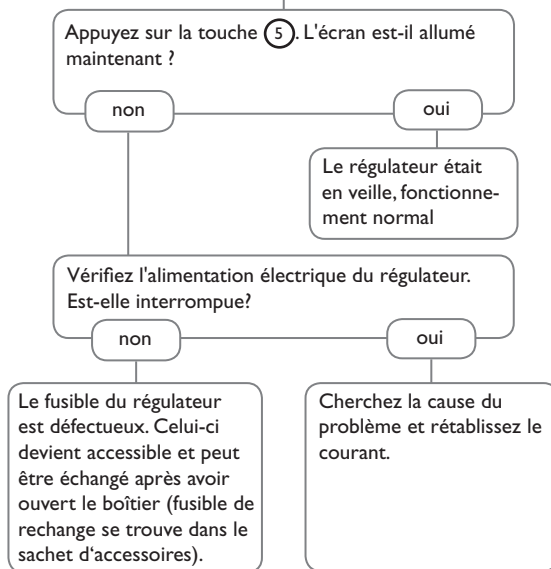 Appuyez sur la touche 5. L'écran est-il allumé
maintenant ?
non
oui
Le régulateur était
en veille, fonctionne-
ment normal
Vérifiez l'alimentation électrique du régulateur.
Est-elle interrompue?
non
oui
Le fusible du régulateur
est défectueux. Celui-ci
devient accessible et peut
être échangé après avoir
ouvert le boîtier (fusible de
rechange se trouve dans le
sachet d‘accessoires).
Cherchez la cause du
problème et rétablissez le
courant.